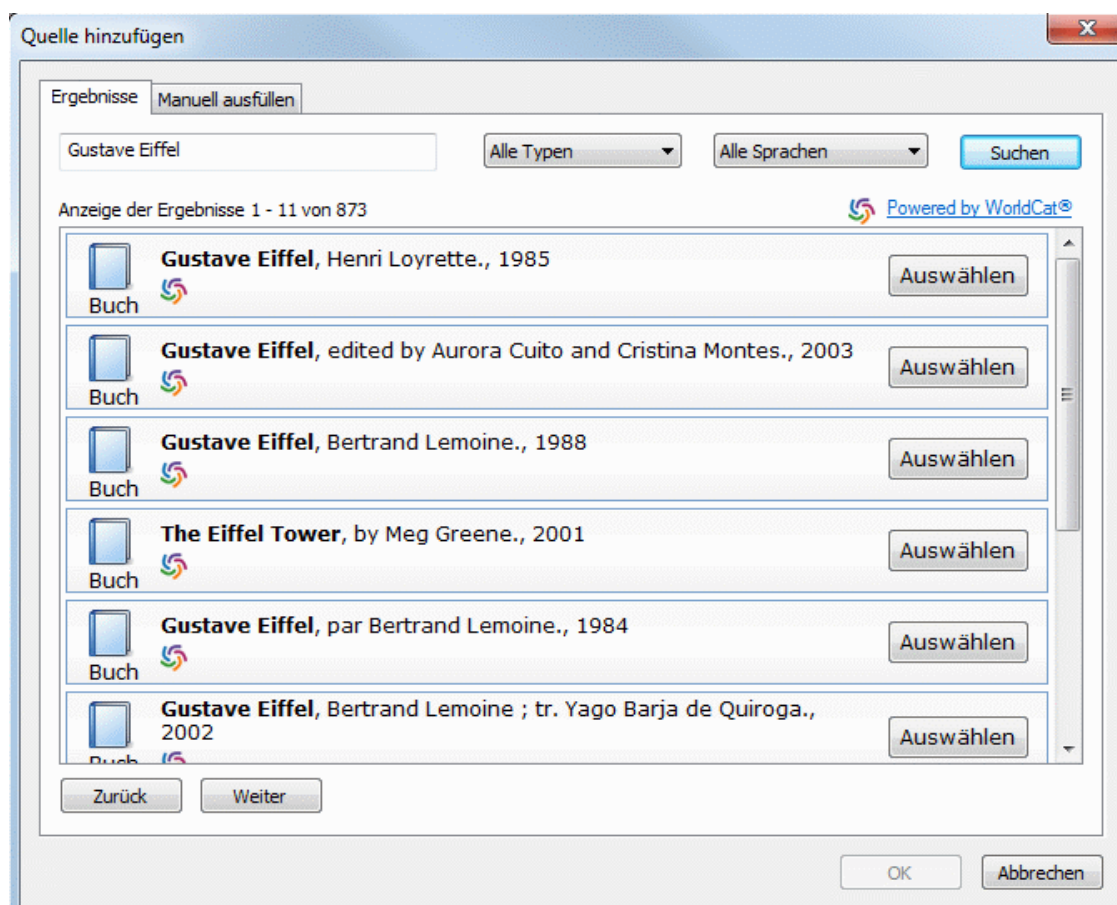 Quelle hinzufügen
Ergebnisse Manuell ausfüllen
Gustave Eiffel Alle Typen Alle Sprachen Suchen
Anzeige der Ergebnisse 1 - 11 von 873 Powered by WorldCat®
Gustave Eiffel, Henri Loyrette., 1985
Buch Auswählen
Gustave Eiffel, edited by Aurora Cuito and Cristina Montes., 2003
Buch Auswählen
Gustave Eiffel, Bertrand Lemoine., 1988
Buch Auswählen
The Eiffel Tower, by Meg Greene., 2001
Buch Auswählen
Gustave Eiffel, par Bertrand Lemoine., 1984
Buch Auswählen
Gustave Eiffel, Bertrand Lemoine ; tr. Yago Barja de Quiroga.,
2002
Buch Auswählen
Zurück Weiter
OK Abbrechen